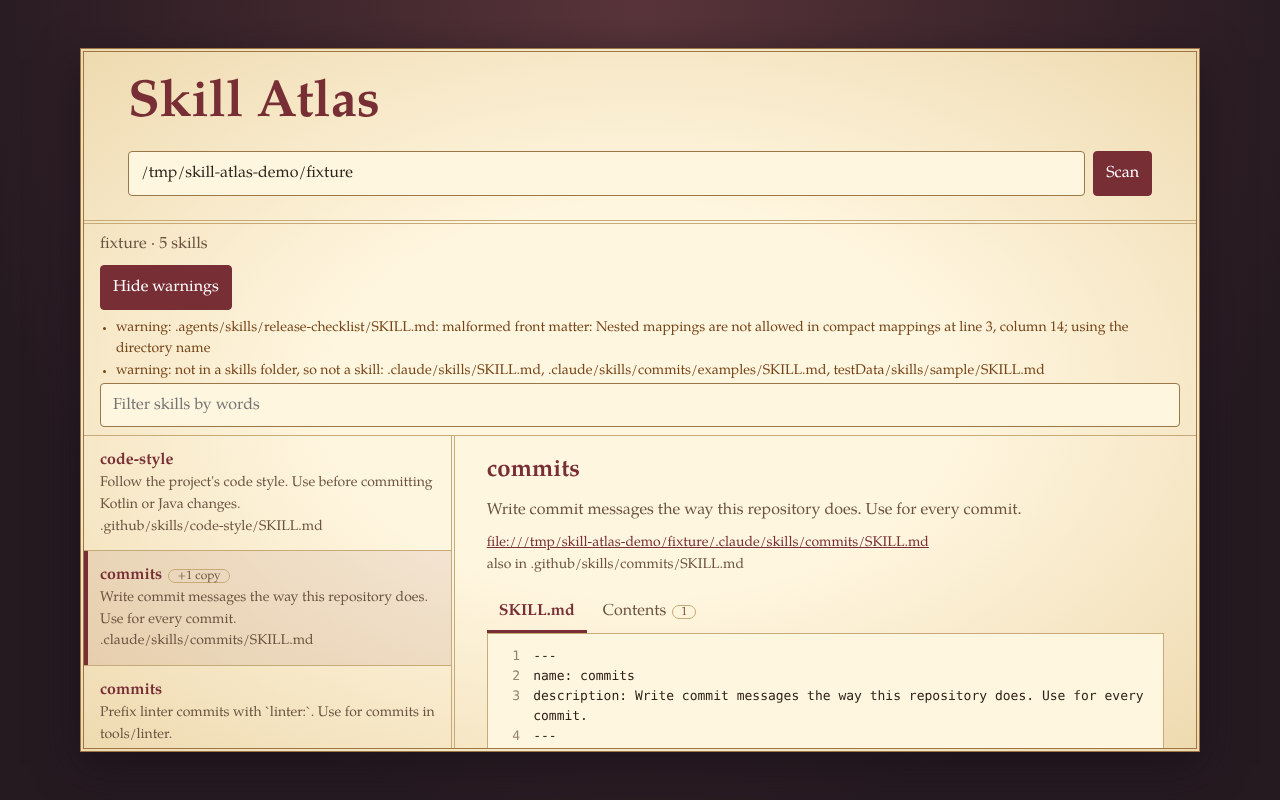 Skill Atlas
/tmp/skill-atlas-demo/fixture
Scan
fixture · 5 skills
Hide warnings
• warning: .agents/skills/release-checklist/SKILL.md: malformed front matter: Nested mappings are not allowed in compact mappings at line 3, column 14; using the
directory name
• warning: not in a skills folder, so not a skill: .claude/skills/SKILL.md, .claude/skills/commits/examples/SKILL.md, testData/skills/sample/SKILL.md
Filter skills by words
code-style
Follow the project's code style. Use before committing
Kotlin or Java changes.
.github/skills/code-style/SKILL.md
commits +1 copy
Write commit messages the way this repository does.
Use for every commit.
.claude/skills/commits/SKILL.md
commits
Prefix linter commits with `linter:`. Use for commits in
tools/linter.
commits
Write commit messages the way this repository does. Use for every commit.
file:///tmp/skill-atlas-demo/fixture/.claude/skills/commits/SKILL.md
also in .github/skills/commits/SKILL.md
SKILL.md Contents 1
1 ---
2 name: commits
3 description: Write commit messages the way this repository does. Use for every
commit.
4 ---